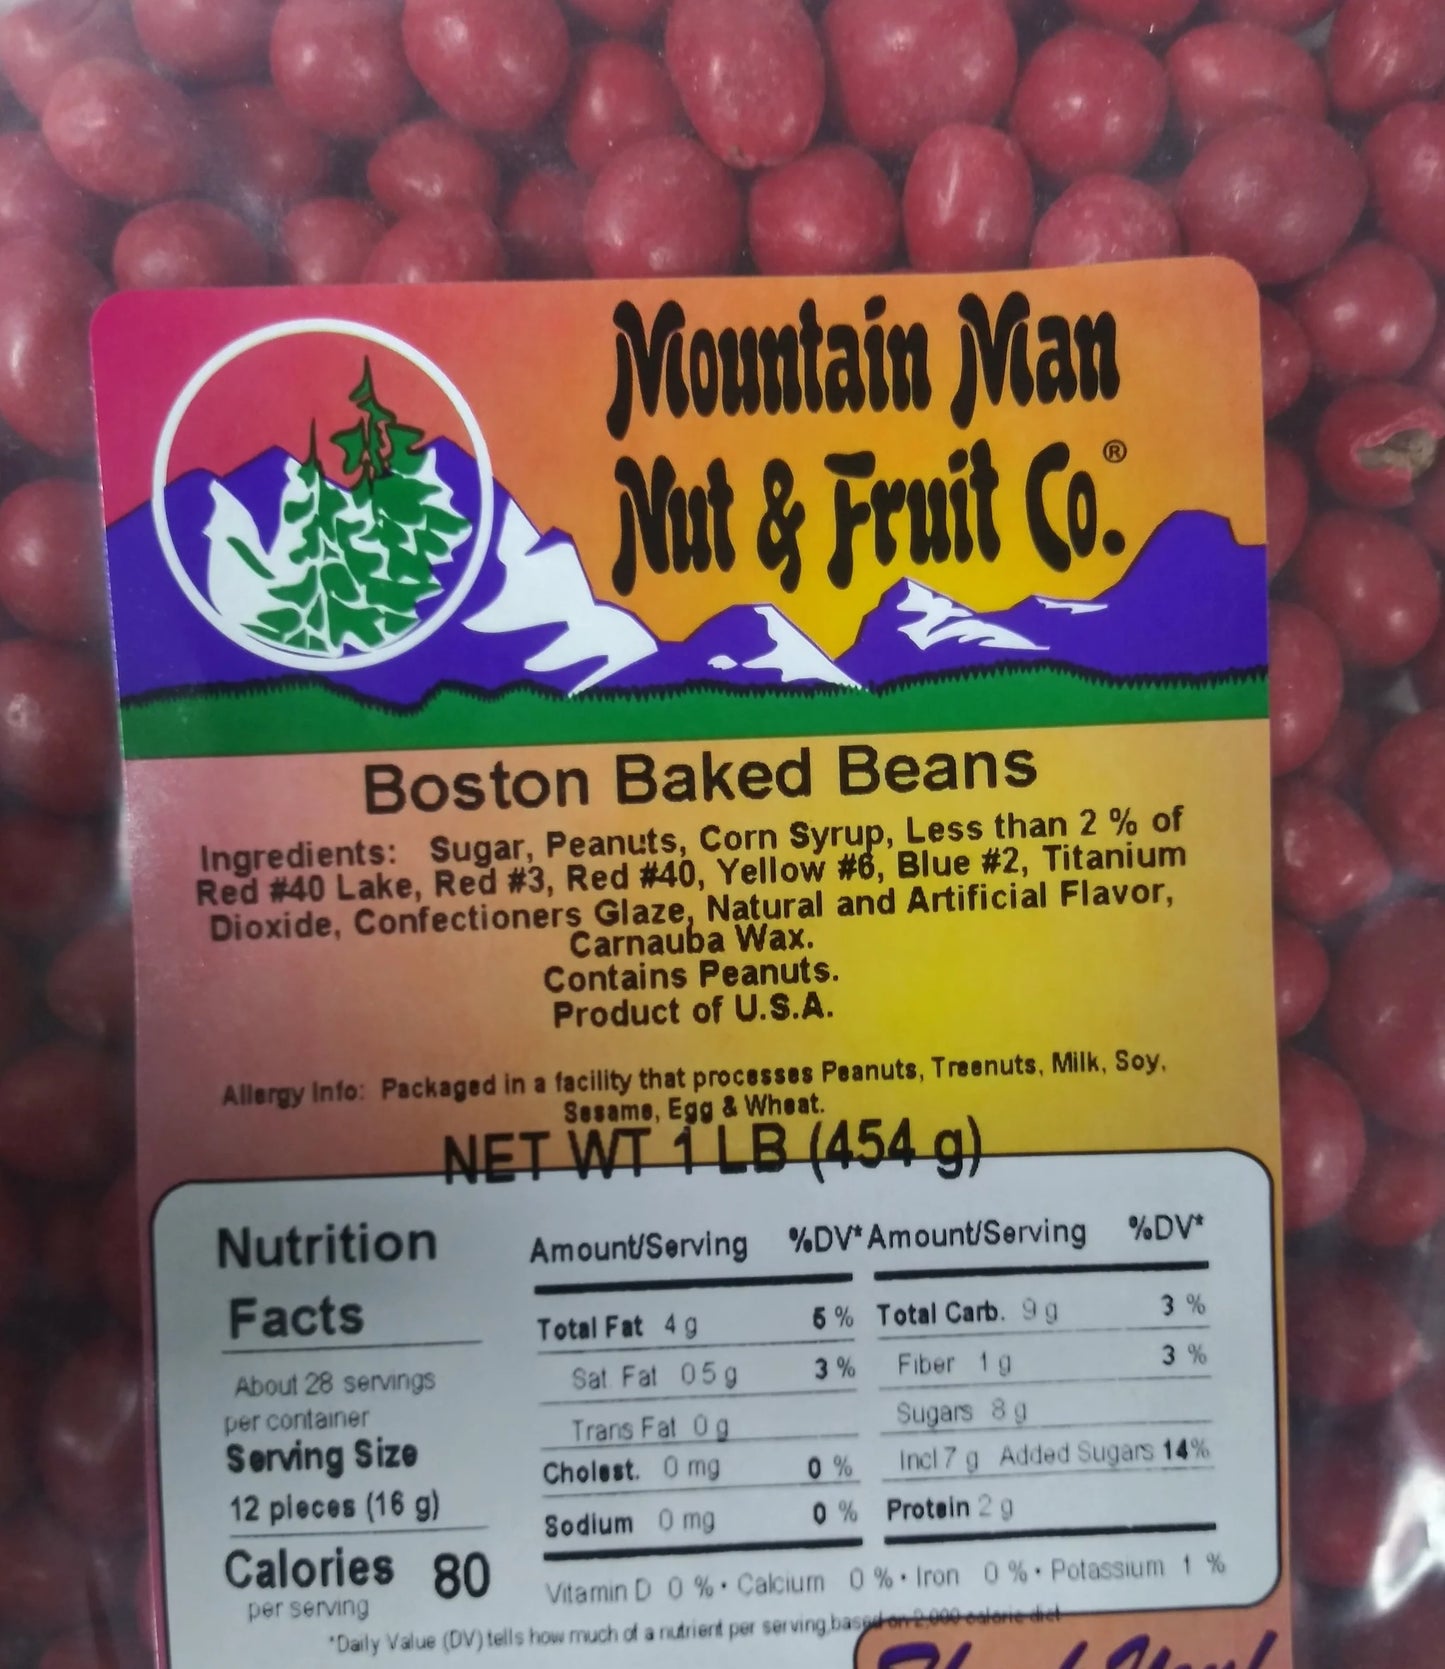 Mountain Man
Nut & Fruit Co.®
Boston Baked Beans
Ingredients: Sugar, Peanuts, Corn Syrup, Less than 2 % of
Red #40 Lake, Red #3, Red #40, Yellow #6, Blue #2, Titanium
Dioxide, Confectioners Glaze, Natural and Artificial Flavor,
Carnauba Wax.
Contains Peanuts.
Product of U.S.A.
Allergy Info: Packaged in a facility that processes Peanuts, Treenuts, Milk, Soy,
Sesame, Egg & Wheat.
NET WT 1 LB (454 g)
Nutrition
Facts
About 28 servings
per container
Serving Size
12 pieces (16 g)
Calories 80
per serving
Amount/Serving %DV*
Total Fat 4 g 5 %
Sat. Fat 0.5 g 3 %
Trans Fat 0 g
Cholest. 0 mg 0 %
Sodium 0 mg 0 %
Amount/Serving %DV*
Total Carb. 9 g 3 %
Fiber 1 g 3 %
Sugars 8 g
Incl 7 g Added Sugars 14%
Protein 2 g
Vitamin D 0 % • Calcium 0 % • Iron 0 % • Potassium 1 %
*Daily Value (DV) tells how much of a nutrient per serving,based on 2,000 calorie diet